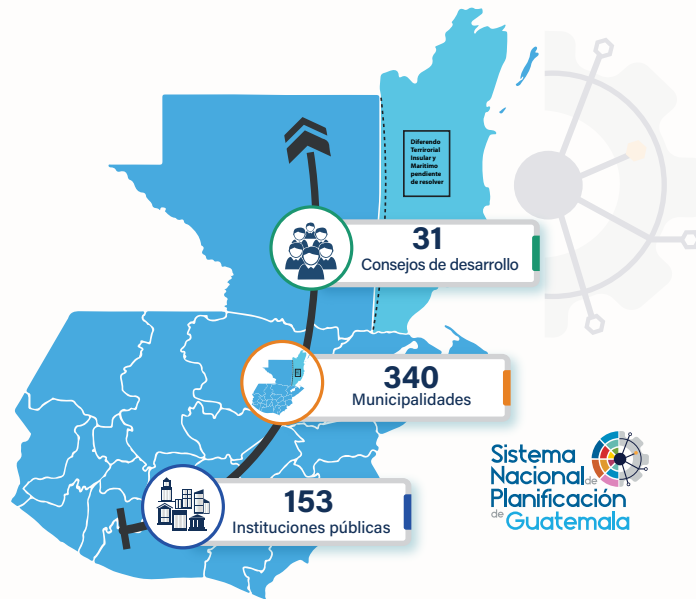 Diferendo
Terrirorial
Insular y
Marítimo
pendiente
de resolver
31
Consejos de desarrollo
340
Municipalidades
153
Instituciones públicas
Sistema
Nacional de
Planificación
de Guatemala